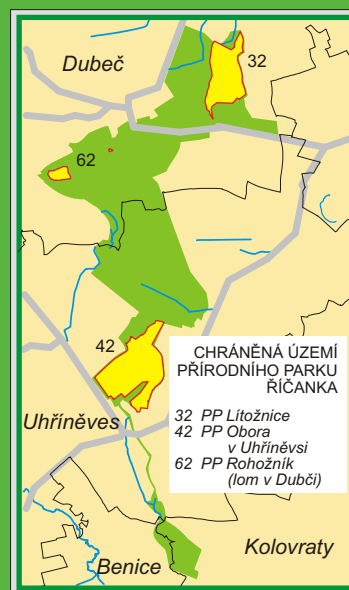 Dubeč
32
62
42
CHRÁNĚNÁ ÚZEMÍ
PŘÍRODNÍHO PARKU
ŘÍČANKA
32 PP Lítožnice
42 PP Obora
v Uhříněvsi
62 PP Rohožník
(lom v Dubči)
Uhříněves
Kolovraty
Benice